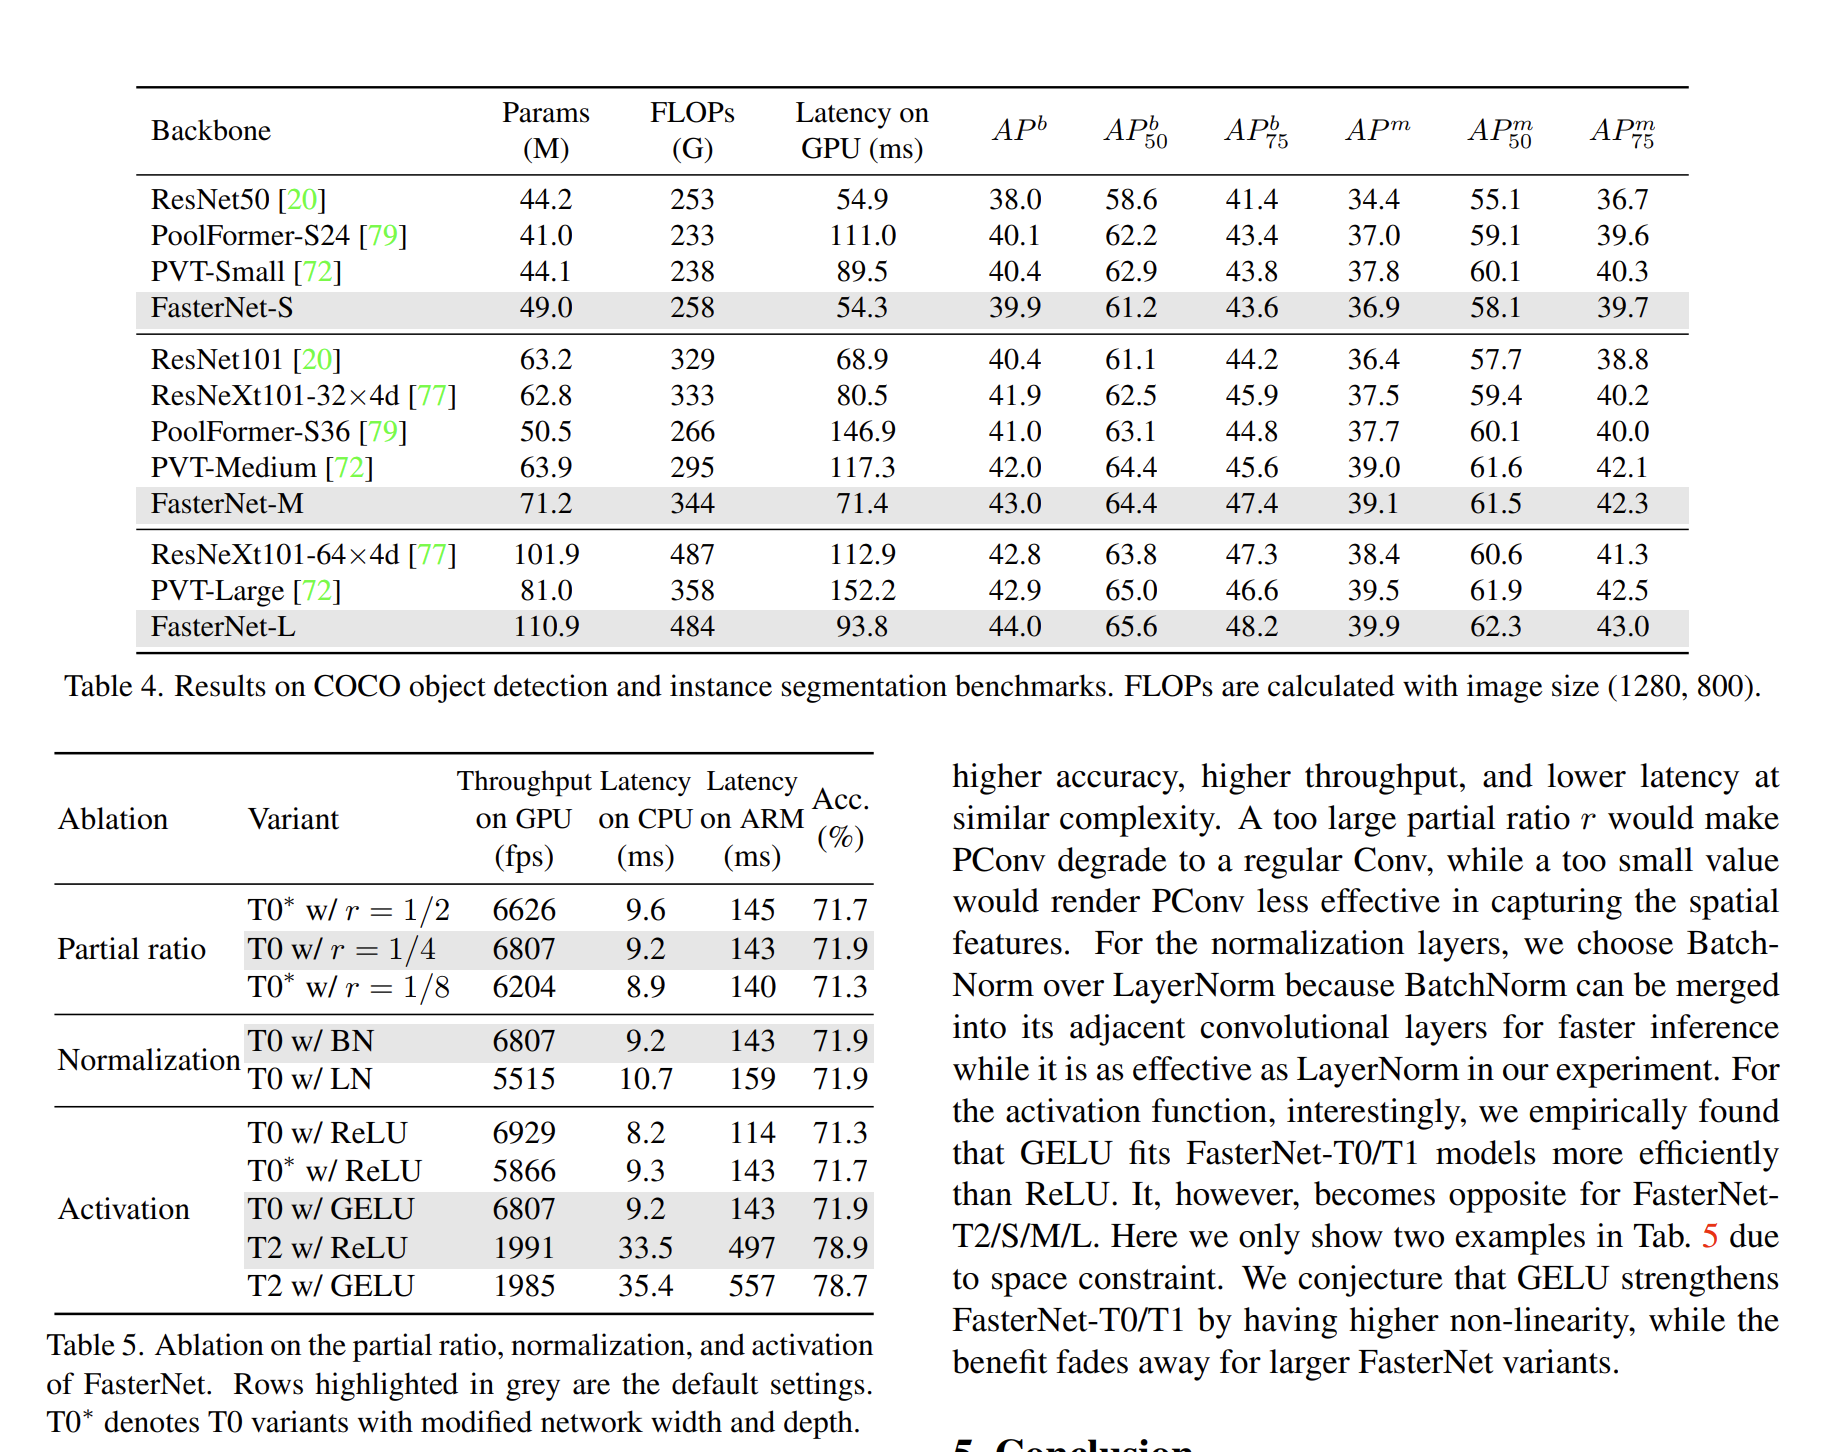 Backbone Params (M) FLOPs (G) Latency on GPU (ms) AP^b AP^b_50 AP^b_75 AP^m AP^m_50 AP^m_75
ResNet50 [20] 44.2 253 54.9 38.0 58.6 41.4 34.4 55.1 36.7
PoolFormer-S24 [79] 41.0 233 111.0 40.1 62.2 43.4 37.0 59.1 39.6
PVT-Small [72] 44.1 238 89.5 40.4 62.9 43.8 37.8 60.1 40.3
FasterNet-S 49.0 258 54.3 39.9 61.2 43.6 36.9 58.1 39.7
ResNet101 [20] 63.2 329 68.9 40.4 61.1 44.2 36.4 57.7 38.8
ResNeXt101-32×4d [77] 62.8 333 80.5 41.9 62.5 45.9 37.5 59.4 40.2
PoolFormer-S36 [79] 50.5 266 146.9 41.0 63.1 44.8 37.7 60.1 40.0
PVT-Medium [72] 63.9 295 117.3 42.0 64.4 45.6 39.0 61.6 42.1
FasterNet-M 71.2 344 71.4 43.0 64.4 47.4 39.1 61.5 42.3
ResNeXt101-64×4d [77] 101.9 487 112.9 42.8 63.8 47.3 38.4 60.6 41.3
PVT-Large [72] 81.0 358 152.2 42.9 65.0 46.6 39.5 61.9 42.5
FasterNet-L 110.9 484 93.8 44.0 65.6 48.2 39.9 62.3 43.0
Table 4. Results on COCO object detection and instance segmentation benchmarks. FLOPs are calculated with image size (1280, 800).
Ablation Variant Throughput on GPU (fps) Latency on CPU (ms) Latency on ARM (ms) Acc. (%)
Partial ratio
T0* w/ r = 1/2 6626 9.6 145 71.7
T0 w/ r = 1/4 6807 9.2 143 71.9
T0* w/ r = 1/8 6204 8.9 140 71.3
Normalization
T0 w/ BN 6807 9.2 143 71.9
T0 w/ LN 5515 10.7 159 71.9
Activation
T0 w/ ReLU 6929 8.2 114 71.3
T0* w/ ReLU 5866 9.3 143 71.7
T0 w/ GELU 6807 9.2 143 71.9
T2 w/ ReLU 1991 33.5 497 78.9
T2 w/ GELU 1985 35.4 557 78.7
Table 5. Ablation on the partial ratio, normalization, and activation
of FasterNet. Rows highlighted in grey are the default settings.
T0* denotes T0 variants with modified network width and depth.
higher accuracy, higher throughput, and lower latency at
similar complexity. A too large partial ratio r would make
PConv degrade to a regular Conv, while a too small value
would render PConv less effective in capturing the spatial
features. For the normalization layers, we choose Batch-
Norm over LayerNorm because BatchNorm can be merged
into its adjacent convolutional layers for faster inference
while it is as effective as LayerNorm in our experiment. For
the activation function, interestingly, we empirically found
that GELU fits FasterNet-T0/T1 models more efficiently
than ReLU. It, however, becomes opposite for FasterNet-
T2/S/M/L. Here we only show two examples in Tab. 5 due
to space constraint. We conjecture that GELU strengthens
FasterNet-T0/T1 by having higher non-linearity, while the
benefit fades away for larger FasterNet variants.
5. Conclusion